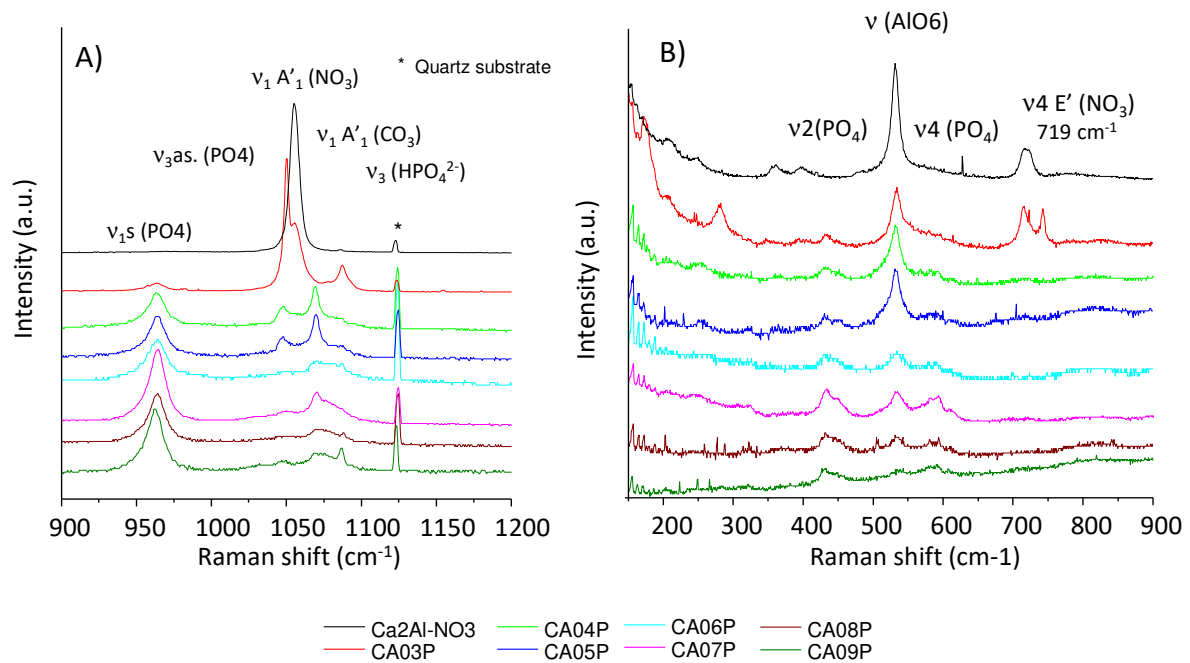 A)
* Quartz substrate
ν₁ A'₁ (NO₃)
ν₁ A'₁ (CO₃)
ν₃as. (PO4)
ν₃ (HPO₄²⁻)
*
ν₁s (PO4)
Intensity (a.u.)
900 950 1000 1050 1100 1150 1200
Raman shift (cm⁻¹)
ν (AlO6)
B)
ν4 E' (NO₃)
719 cm⁻¹
ν2(PO₄)
ν4 (PO₄)
Intensity (a.u.)
200 300 400 500 600 700 800 900
Raman shift (cm-1)
Ca2Al-NO3 CA04P CA06P CA08P
CA03P CA05P CA07P CA09P